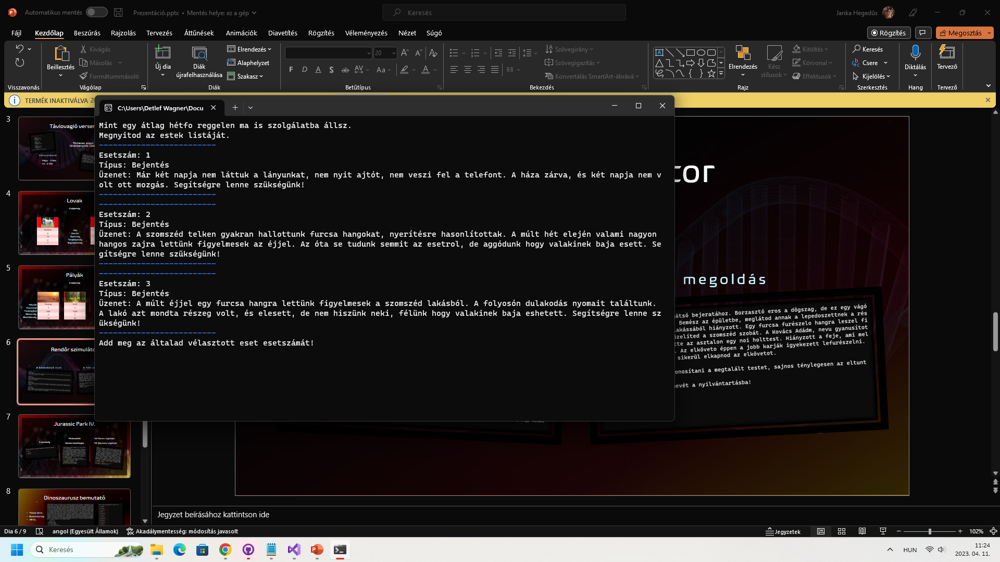 Automatikus mentés
Prezentáció.pptx • Mentés helye: ez a gép
Keresés
Janka Hegedűs
Fájl
Kezdőlap
Beszúrás
Rajzolás
Tervezés
Áttűnések
Animációk
Diavetítés
Rögzítés
Véleményezés
Nézet
Súgó
Rögzítés
Megosztás
Visszavonás
Beillesztés
Kivágás
Másolás
Formátummásoló
Vágólap
Új dia
Diák újrafelhasználása
Elrendezés
Alaphelyzet
Szakasz
Diák
20
Betűtípus
Szövegirány
Szövegigazítás
Konvertálás SmartArt-ábrává
Bekezdés
Elrendezés
Kész stílusok
Kitöltés
Körvonal
Effektusok
Rajz
Keresés
Csere
Kijelölés
Szerkesztés
Diktálás
Hang
Tervező
Tervező
TERMÉK INAKTIVÁLVA
C:\Users\Detlef Wagner\Docu
Mint egy átlag hétfo reggelen ma is szolgálatba állsz.
Megnyitod az estek listáját.
-------------------------
Esetszám: 1
Típus: Bejentés
Üzenet: Már két napja nem láttuk a lányunkat, nem nyit ajtót, nem veszi fel a telefont. A háza zárva, és két napja nem v
olt ott mozgás. Segítségre lenne szükségünk!
-------------------------
-------------------------
Esetszám: 2
Típus: Bejentés
Üzenet: A szomszéd telken gyakran hallottunk furcsa hangokat, nyerítésre hasonlítottak. A múlt hét elején valami nagyon
hangos zajra lettünk figyelmesek az éjjel. Az óta se tudunk semmit az esetrol, de aggódunk hogy valakinek baja esett. Se
gítségre lenne szükségünk!
-------------------------
-------------------------
Esetszám: 3
Típus: Bejentés
Üzenet: A múlt éjjel egy furcsa hangra lettünk figyelmesek a szomszéd lakásból. A folyosón dulakodás nyomait találtunk.
A lakó azt mondta részeg volt, és elesett, de nem hiszünk neki, félünk hogy valakinek baja eshetett. Segítségre lenne sz
ükségünk!
-------------------------
Add meg az általad vélasztott eset esetszámát!
3
Távlovagló verser
Történet alapú
Választható
4
Lovak
5
Pályák
6
Rendőr szimuláto
7
Jurassic Park IV.
8
Dinoszaurusz bemutató
tor
megoldás
átsó bejeratához. Borzasztó eros a dögszag, de ez egy vágó
Bemész az épületbe, meglátod annak a lepedoszettnek a rés
lakássából hiányzott. Egy furcsa furészelo hangra leszel fi
közelíted a szomszéd szobát. A Kovács Adádm, nevu gyanusítot
tte az asztalon egy noi holttest. Hiányzott a feje, ami mel
. Az elköveto éppen a jobb karják igyekezett lefurészelni.
sikerül elkapnod az elkövetot.
onosítani a megtalált testet, sajnos ténylegesen az eltunt
nevét a nyilvántartásba!
Jegyzet beírásához kattintson ide
Dia 6 / 9
angol (Egyesült Államok)
Akadálymentesség: módosítás javasolt
Jegyzetek
102%
Keresés
HUN
11:24
2023. 04. 11.